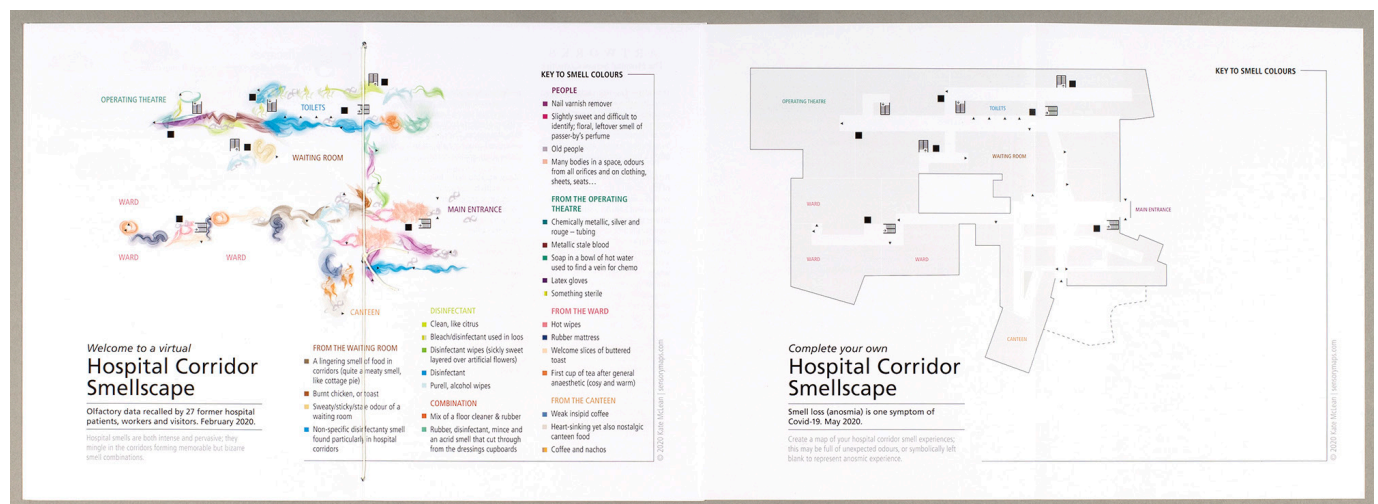 OPERATING THEATRE
TOILETS
WAITING ROOM
WARD
MAIN ENTRANCE
WARD
WARD
CANTEEN
Welcome to a virtual
Hospital Corridor
Smellscape
Olfactory data recalled by 27 former hospital
patients, workers and visitors. February 2020.
Hospital smells are both intense and pervasive; they
mingle in the corridors forming memorable but bizarre
smell combinations.
KEY TO SMELL COLOURS
FROM THE WAITING ROOM
A lingering smell of food in
corridors (quite a meaty smell,
like cottage pie)
Burnt chicken, or toast
Sweaty/sticky/stale odour of a
waiting room
Non-specific disinfectant smell
found particularly in hospital
corridors
DISINFECTANT
Clean, like citrus
Bleach/disinfectant used in loos
Disinfectant wipes (sickly sweet
layered over artificial flowers)
Disinfectant
Purell, alcohol wipes
COMBINATION
Mix of a floor cleaner & rubber
Rubber, disinfectant, mince and
an acrid smell that cut through
from the dressings cupboards
PEOPLE
Nail varnish remover
Slightly sweet and difficult to
identify; floral, leftover smell of
passer-by's perfume
Old people
Many bodies in a space, odours
from all orifices and on clothing,
sheets, seats…
FROM THE OPERATING
THEATRE
Chemically metallic, silver and
rouge – tubing
Metallic stale blood
Soap in a bowl of hot water
used to find a vein for chemo
Latex gloves
Something sterile
FROM THE WARD
Hot wipes
Rubber mattress
Welcome slices of buttered
toast
First cup of tea after general
anaesthetic (cosy and warm)
FROM THE CANTEEN
Weak insipid coffee
Heart-sinking yet also nostalgic
canteen food
Coffee and nachos
© 2020 Kate McLean | sensorymaps.com
OPERATING THEATRE
TOILETS
WAITING ROOM
WARD
MAIN ENTRANCE
WARD
WARD
CANTEEN
Complete your own
Hospital Corridor
Smellscape
Smell loss (anosmia) is one symptom of
Covid-19. May 2020.
Create a map of your hospital corridor smell experiences;
this may be full of unexpected odours, or symbolically left
blank to represent anosmic experience.
KEY TO SMELL COLOURS
© 2020 Kate McLean | sensorymaps.com